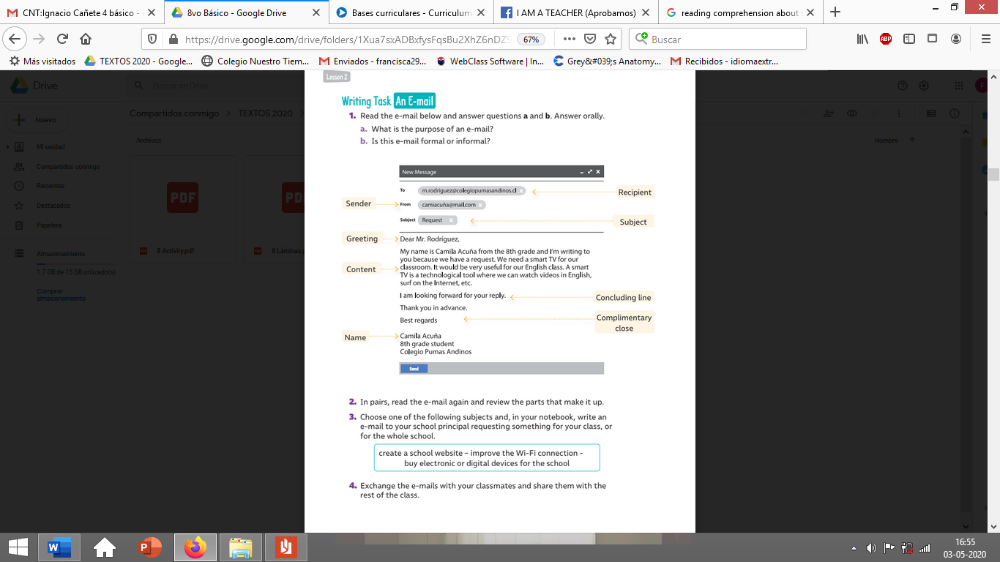 CNT:Ignacio Cañete 4 básico -
8vo Básico - Google Drive
Bases curriculares - Curriculum
I AM A TEACHER (Aprobamos)
reading comprehension about
https://drive.google.com/drive/folders/1Xua7sxADBxfysFqsBu2XhZ6nDZS
67%
Buscar
ABP
Más visitados
TEXTOS 2020 - Google...
Colegio Nuestro Tiem...
Enviados - francisca29...
WebClass Software | In...
Grey&#039;s Anatomy...
Recibidos - idiomaextr...
Drive
Buscar en Drive
Nuevo
Compartidos conmigo
TEXTOS 2020
Archivos
Nombre
Mi unidad
Compartidos conmigo
Recientes
Destacados
Papelera
Almacenamiento
1.7 GB de 15 GB utilizado(s)
Comprar
almacenamiento
PDF
8 Activity.pdf
8 Láminas.p
F
Lesson 2
Writing Task An E-mail
1. Read the e-mail below and answer questions a and b. Answer orally.
a. What is the purpose of an e-mail?
b. Is this e-mail formal or informal?
New Message
To m.rodriguez@colegiopumasandinos.cl
Recipient
Sender
From camiacuña@mail.com
Subject Request
Subject
Greeting
Dear Mr. Rodríguez,
Content
My name is Camila Acuña from the 8th grade and I'm writing to
you because we have a request. We need a smart TV for our
classroom. It would be very useful for our English class. A smart
TV is a technological tool where we can watch videos in English,
surf on the Internet, etc.
I am looking forward for your reply.
Concluding line
Thank you in advance.
Best regards
Complimentary
close
Name
Camila Acuña
8th grade student
Colegio Pumas Andinos
Send
2. In pairs, read the e-mail again and review the parts that make it up.
3. Choose one of the following subjects and, in your notebook, write an
e-mail to your school principal requesting something for your class, or
for the whole school.
create a school website – improve the Wi-Fi connection -
buy electronic or digital devices for the school
4. Exchange the e-mails with your classmates and share them with the
rest of the class.
16:55
03-05-2020